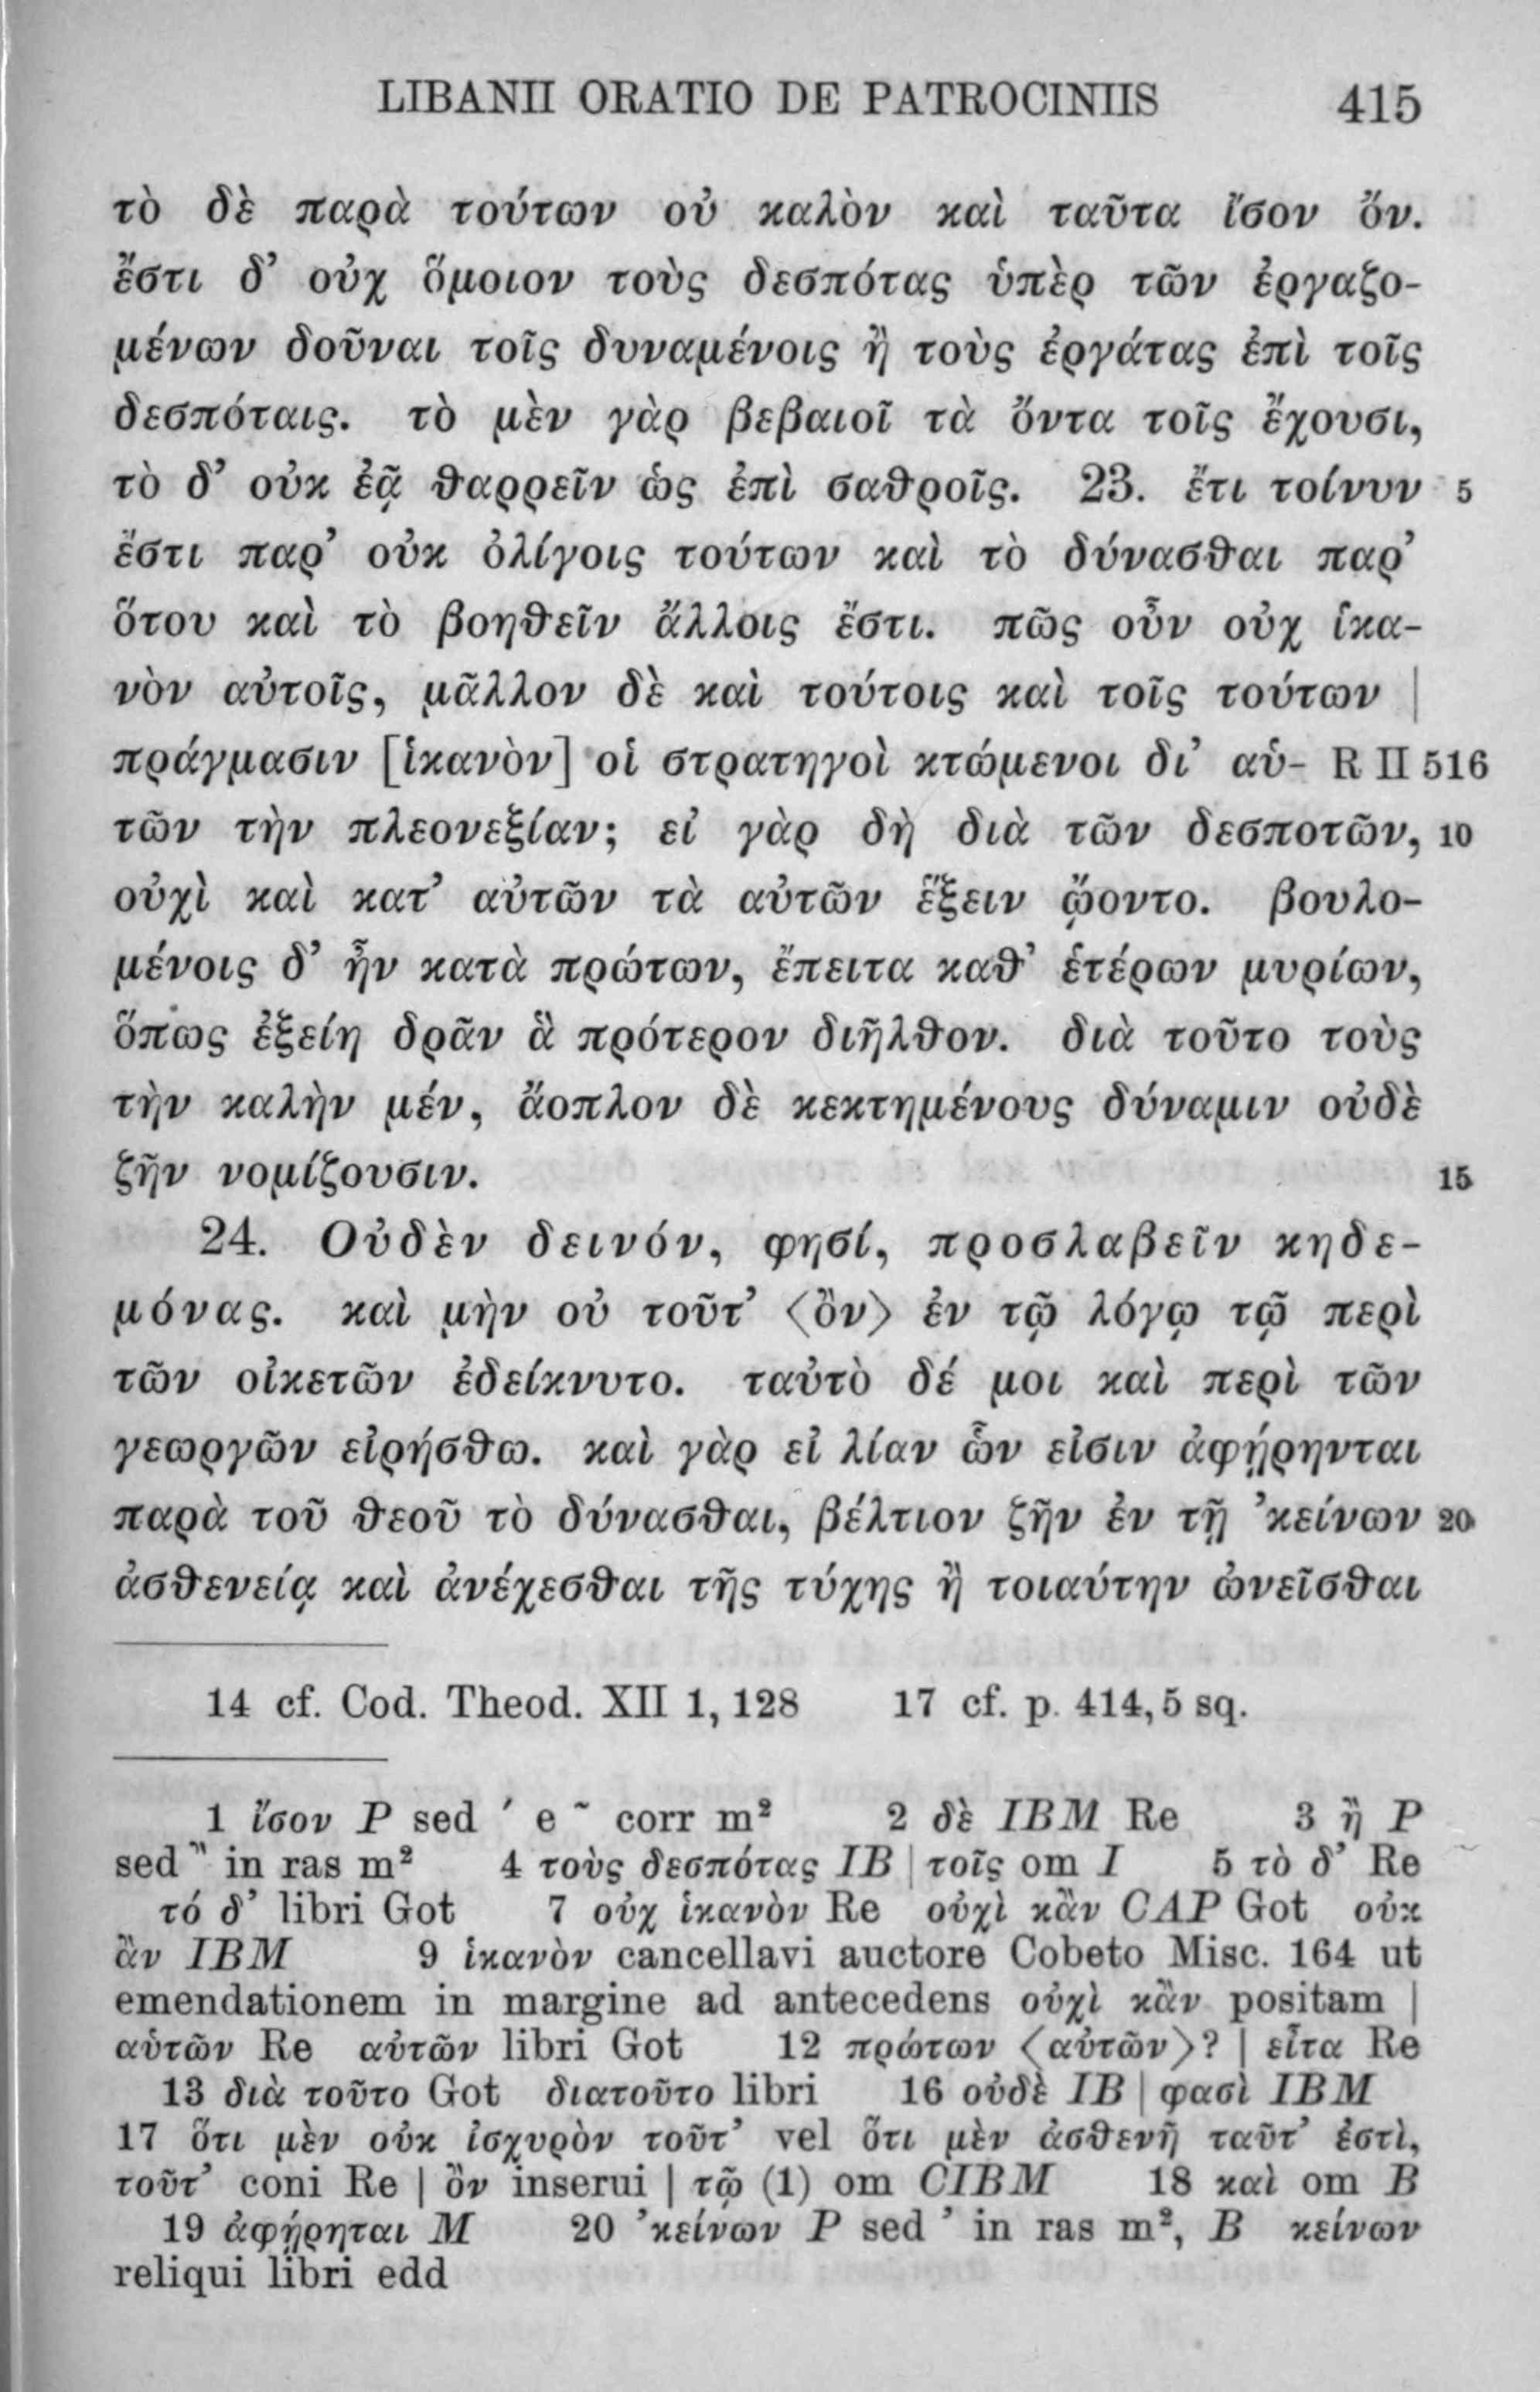 LIBANII ORATIO DE PATROCINIIS 415
τὸ δὲ παρὰ τούτων οὐ καλὸν καὶ ταῦτα ἴσον ὄν.
ἔστι δ’ οὐχ ὅμοιον τοὺς δεσπότας ὑπὲρ τῶν ἐργαζο-
μένων δοῦναι τοῖς δυναμένοις ἢ τοὺς ἐργάτας ἐπὶ τοῖς
δεσπόταις. τὸ μὲν γὰρ βεβαιοῖ τὰ ὄντα τοῖς ἔχουσι,
τὸ δ’ οὐκ ἐᾷ θαρρεῖν ὡς ἐπὶ σαθροῖς. 23. ἔτι τοίνυν 5
ἔστι παρ’ οὐκ ὀλίγοις τούτων καὶ τὸ δύνασθαι παρ’
ὅτου καὶ τὸ βοηθεῖν ἄλλοις ἔστι. πῶς οὖν οὐχ ἱκα-
νὸν αὐτοῖς, μᾶλλον δὲ καὶ τούτοις καὶ τοῖς τούτων |
πράγμασιν [ἱκανὸν] οἱ στρατηγοὶ κτώμενοι δι’ αὑ- R II 516
τῶν τὴν πλεονεξίαν; εἰ γὰρ δὴ διὰ τῶν δεσποτῶν, 10
οὐχὶ καὶ κατ’ αὐτῶν τὰ αὑτῶν ἕξειν ᾤοντο. βουλο-
μένοις δ’ ἦν κατὰ πρώτων, ἔπειτα καθ’ ἑτέρων μυρίων,
ὅπως ἐξείη δρᾶν ἃ πρότερον διῆλθον. διὰ τοῦτο τοὺς
τὴν καλὴν μέν, ἄοπλον δὲ κεκτημένους δύναμιν οὐδὲ
ζῆν νομίζουσιν. 15
24. Οὐδὲν δεινόν, φησί, προσλαβεῖν κηδε-
μόνας. καὶ μὴν οὐ τοῦτ’ ⟨ὂν⟩ ἐν τῷ λόγῳ τῷ περὶ
τῶν οἰκετῶν ἐδείκνυτο. ταὐτὸ δέ μοι καὶ περὶ τῶν
γεωργῶν εἰρήσθω. καὶ γὰρ εἰ λίαν ὧν εἰσιν ἀφῄρηνται
παρὰ τοῦ θεοῦ τὸ δύνασθαι, βέλτιον ζῆν ἐν τῇ ’κείνων 20
ἀσθενείᾳ καὶ ἀνέχεσθαι τῆς τύχης ἢ τοιαύτην ὠνεῖσθαι
14 cf. Cod. Theod. XII 1, 128 17 cf. p. 414, 5 sq.
1 ἴσον P sed ´ e ˜ corr m² 2 δὲ IBM Re 3 ἢ P
sed ῍ in ras m² 4 τοὺς δεσπότας IB | τοῖς om I 5 τὸ δ’ Re
τό δ’ libri Got 7 οὐχ ἱκανὸν Re οὐχὶ κἂν CAP Got οὐκ
ἂν IBM 9 ἱκανὸν cancellavi auctore Cobeto Misc. 164 ut
emendationem in margine ad antecedens οὐχὶ κἂν positam |
αὑτῶν Re αὐτῶν libri Got 12 πρώτων ⟨αὐτῶν⟩? | εἶτα Re
13 διὰ τοῦτο Got διατοῦτο libri 16 οὐδὲ IB | φασὶ IBM
17 ὅτι μὲν οὐκ ἰσχυρὸν τοῦτ’ vel ὅτι μὲν ἀσθενῆ ταῦτ’ ἐστὶ,
τοῦτ’ coni Re | ὂν inserui | τῷ (1) om CIBM 18 καὶ om B
19 ἀφῄρηται M 20 ’κείνων P sed ’ in ras m², B κείνων
reliqui libri edd